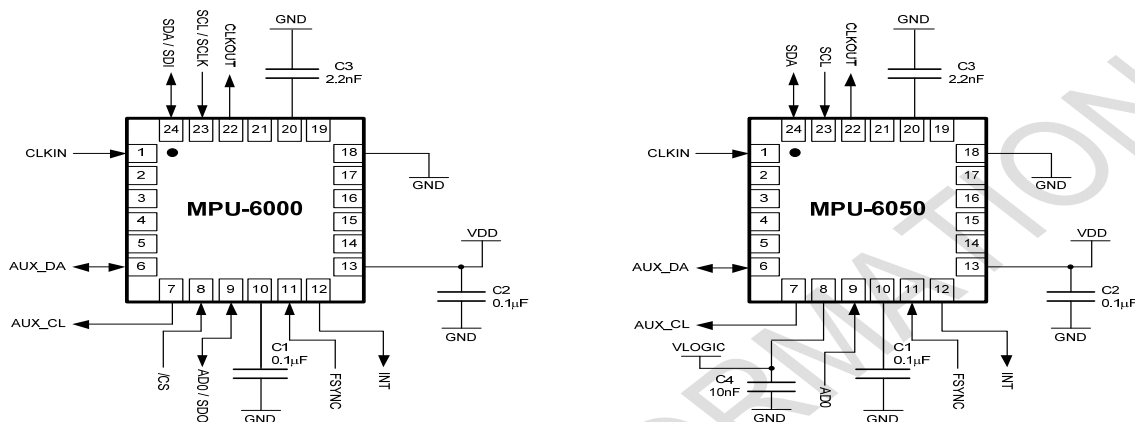 GND
SDA / SDI
SCL / SCLK
CLKOUT
C3
2.2nF
24 23 22 21 20 19
CLKIN
1
2
3
4
5
6
18
17
16
15
14
13
MPU-6000
GND
VDD
AUX_DA
7 8 9 10 11 12
C2
0.1µF
GND
AUX_CL
/CS
AD0 / SDO
C1
0.1µF
GND
FSYNC
INT
GND
SDA
SCL
CLKOUT
C3
2.2nF
24 23 22 21 20 19
CLKIN
1
2
3
4
5
6
18
17
16
15
14
13
MPU-6050
GND
VDD
AUX_DA
7 8 9 10 11 12
C2
0.1µF
GND
AUX_CL
VLOGIC
C4
10nF
GND
AD0
C1
0.1µF
GND
FSYNC
INT
ORMATION